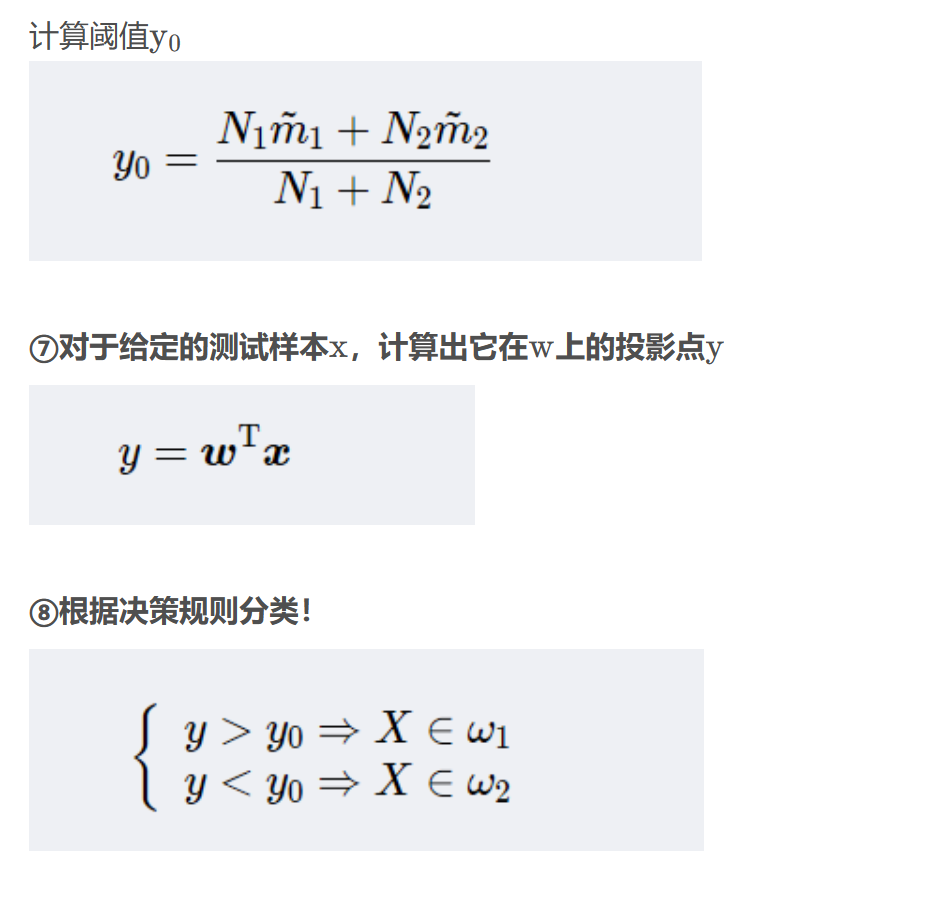 计算阈值y₀
y₀ = (N₁m̃₁ + N₂m̃₂) / (N₁ + N₂)
⑦对于给定的测试样本x，计算出它在w上的投影点y
y = wᵀx
⑧根据决策规则分类！
{ y > y₀ ⇒ X ∈ ω₁
y < y₀ ⇒ X ∈ ω₂